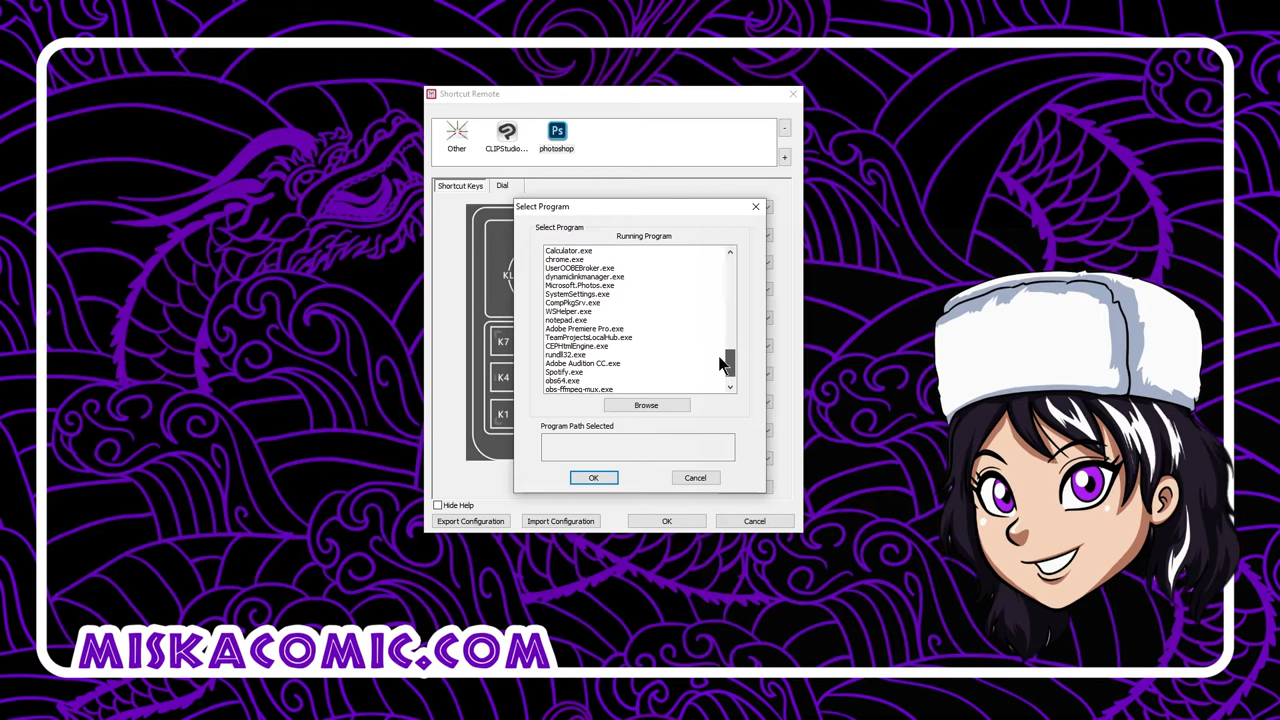 Shortcut Remote
Other
CLIPStudio...
Ps
photoshop
-
+
Shortcut Keys
Dial
Select Program
Select Program
Running Program
Calculator.exe
chrome.exe
UserOOBEBroker.exe
dynamiclinkmanager.exe
Microsoft.Photos.exe
SystemSettings.exe
CompPkgSrv.exe
WSHelper.exe
notepad.exe
Adobe Premiere Pro.exe
TeamProjectsLocalHub.exe
CEPHtmlEngine.exe
rundll32.exe
Adobe Audition CC.exe
Spotify.exe
obs64.exe
obs-ffmpeg-mux.exe
Browse
Program Path Selected
OK
Cancel
K7
K4
K1
Hide Help
Export Configuration
Import Configuration
OK
Cancel
MISKACOMIC.COM